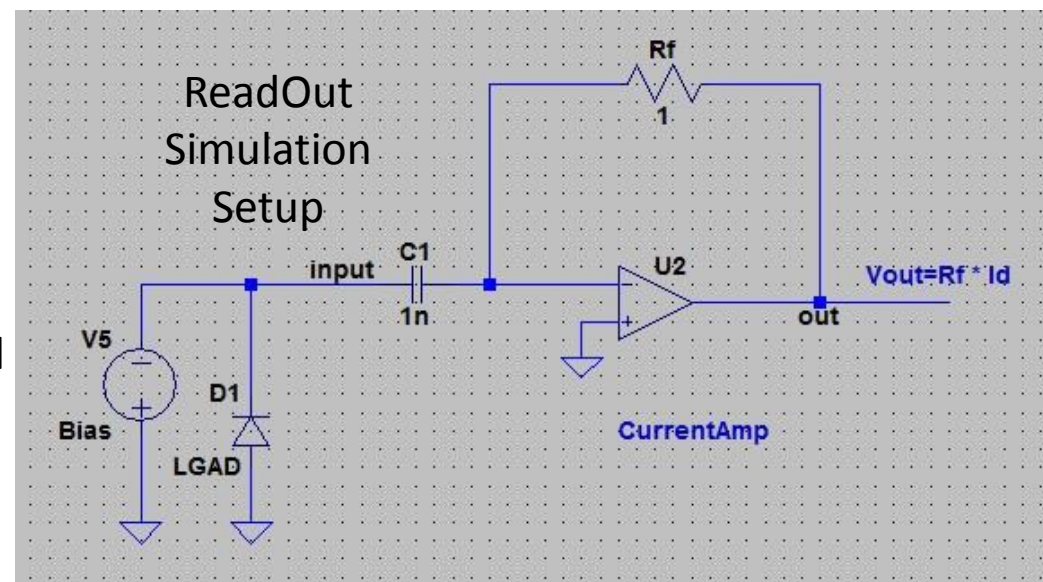 ReadOut
Simulation
Setup
Rf
1
C1
input
1n
U2
Vout=Rf * Id
out
V5
D1
Bias
LGAD
CurrentAmp